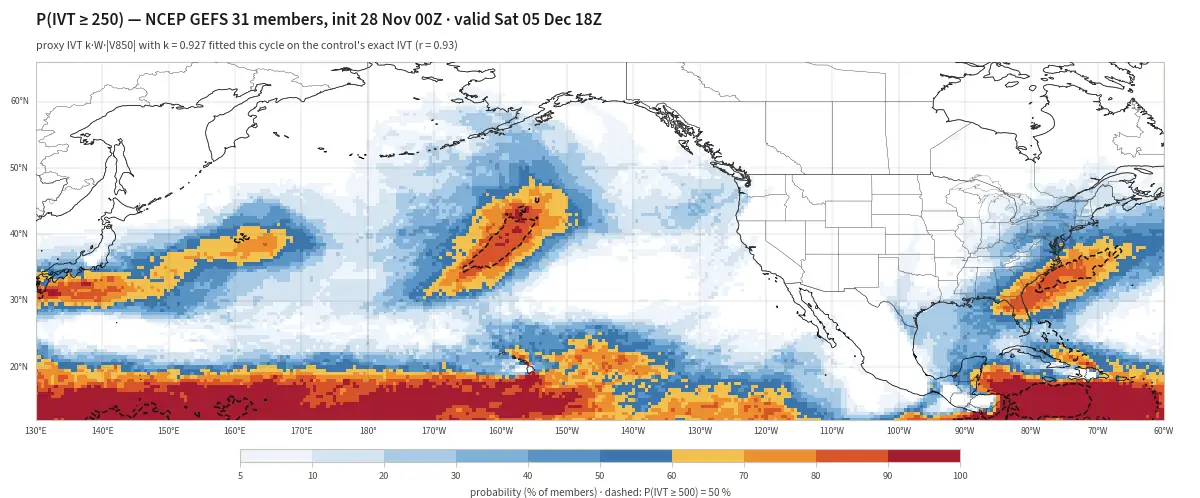 P(IVT ≥ 250) — NCEP GEFS 31 members, init 28 Nov 00Z · valid Sat 05 Dec 18Z
proxy IVT k·W·|V850| with k = 0.927 fitted this cycle on the control's exact IVT (r = 0.93)
60°N
50°N
40°N
30°N
20°N
130°E 140°E 150°E 160°E 170°E 180° 170°W 160°W 150°W 140°W 130°W 120°W 110°W 100°W 90°W 80°W 70°W 60°W
5 10 20 30 40 50 60 70 80 90 100
probability (% of members) · dashed: P(IVT ≥ 500) = 50 %